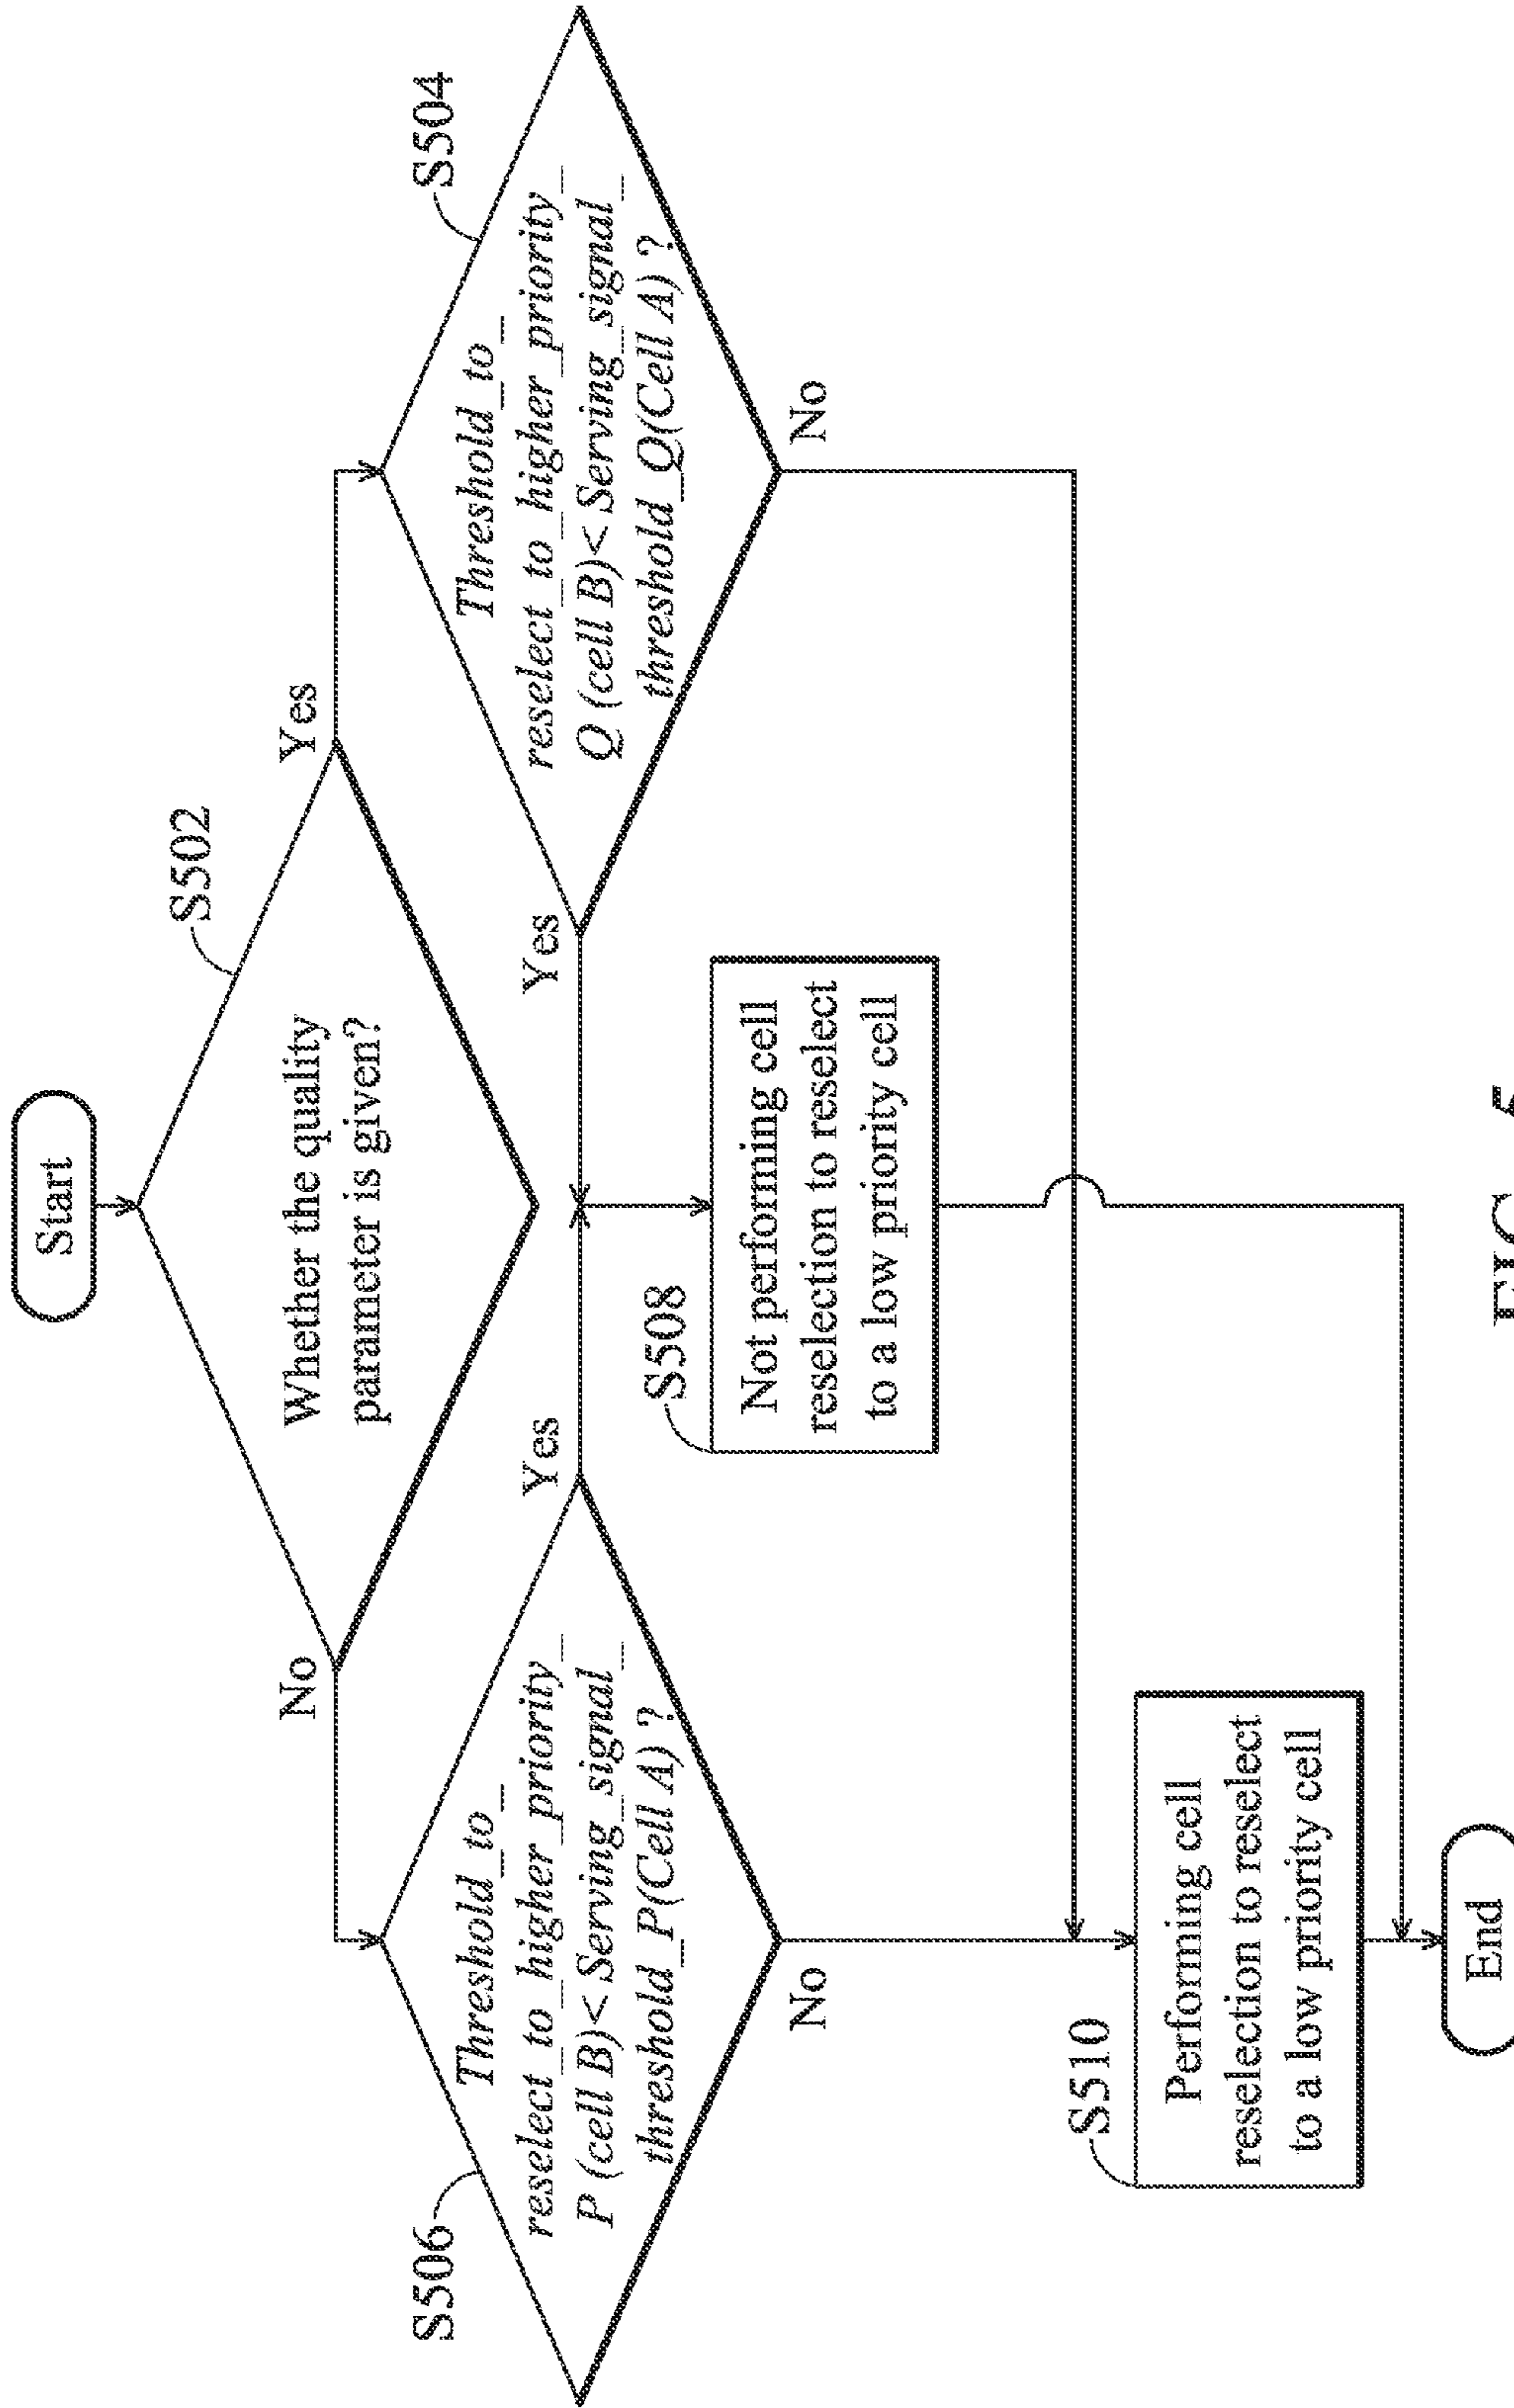 Start
S502
Whether the quality
parameter is given?
No
Yes
S506
Threshold_to_
reselect_to_higher_priority_
P (cell B)< Serving_signal_
threshold_P(Cell A) ?
Yes
No
S504
Threshold_to_
reselect_to_higher_priority_
Q (cell B)< Serving_signal_
threshold_Q(Cell A) ?
Yes
No
S508
Not performing cell
reselection to reselect
to a low priority cell
S510
Performing cell
reselection to reselect
to a low priority cell
End